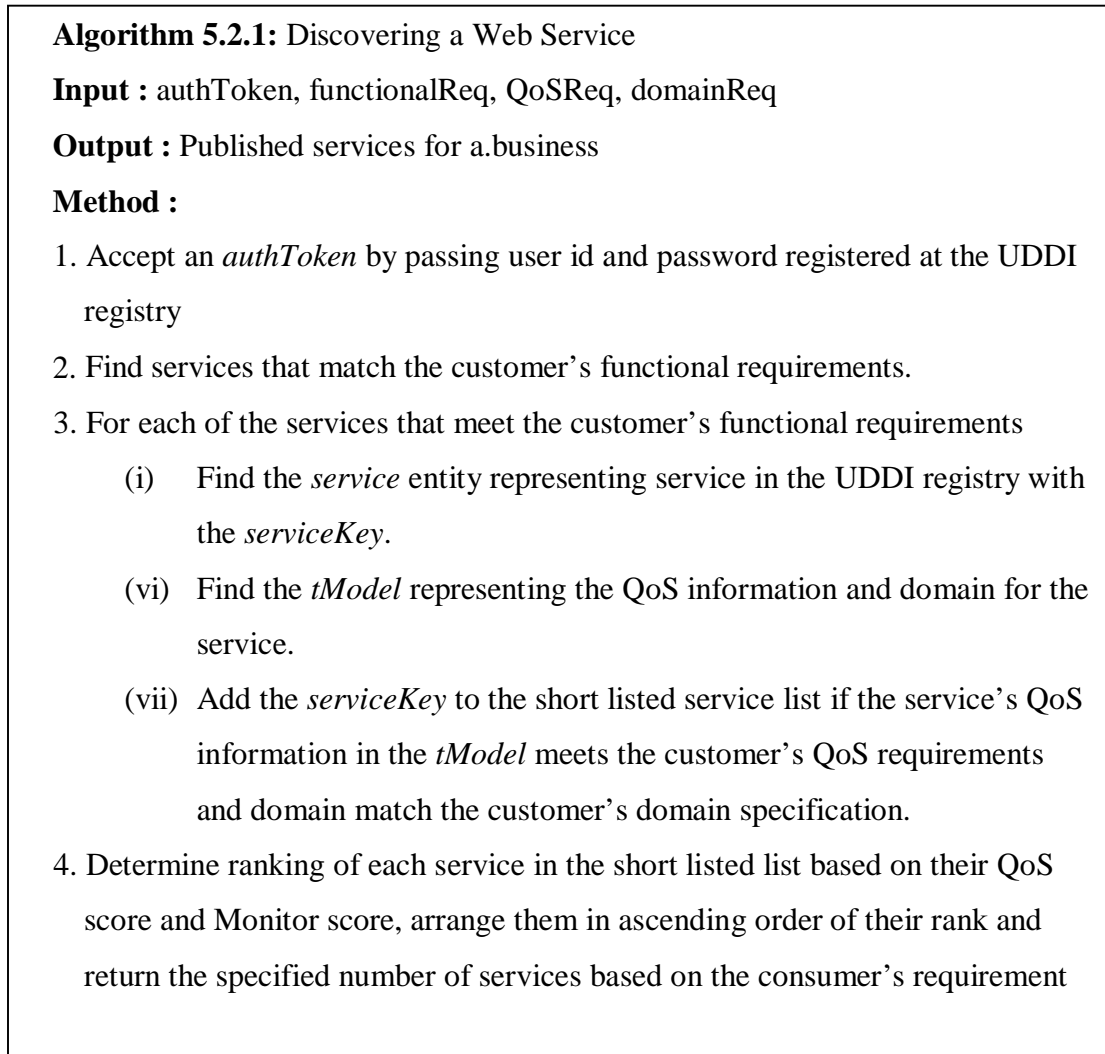 Algorithm 5.2.1: Discovering a Web Service
Input : authToken, functionalReq, QoSReq, domainReq
Output : Published services for a.business
Method :
1. Accept an authToken by passing user id and password registered at the UDDI
registry
2. Find services that match the customer’s functional requirements.
3. For each of the services that meet the customer’s functional requirements
(i) Find the service entity representing service in the UDDI registry with
the serviceKey.
(vi) Find the tModel representing the QoS information and domain for the
service.
(vii) Add the serviceKey to the short listed service list if the service’s QoS
information in the tModel meets the customer’s QoS requirements
and domain match the customer’s domain specification.
4. Determine ranking of each service in the short listed list based on their QoS
score and Monitor score, arrange them in ascending order of their rank and
return the specified number of services based on the consumer’s requirement